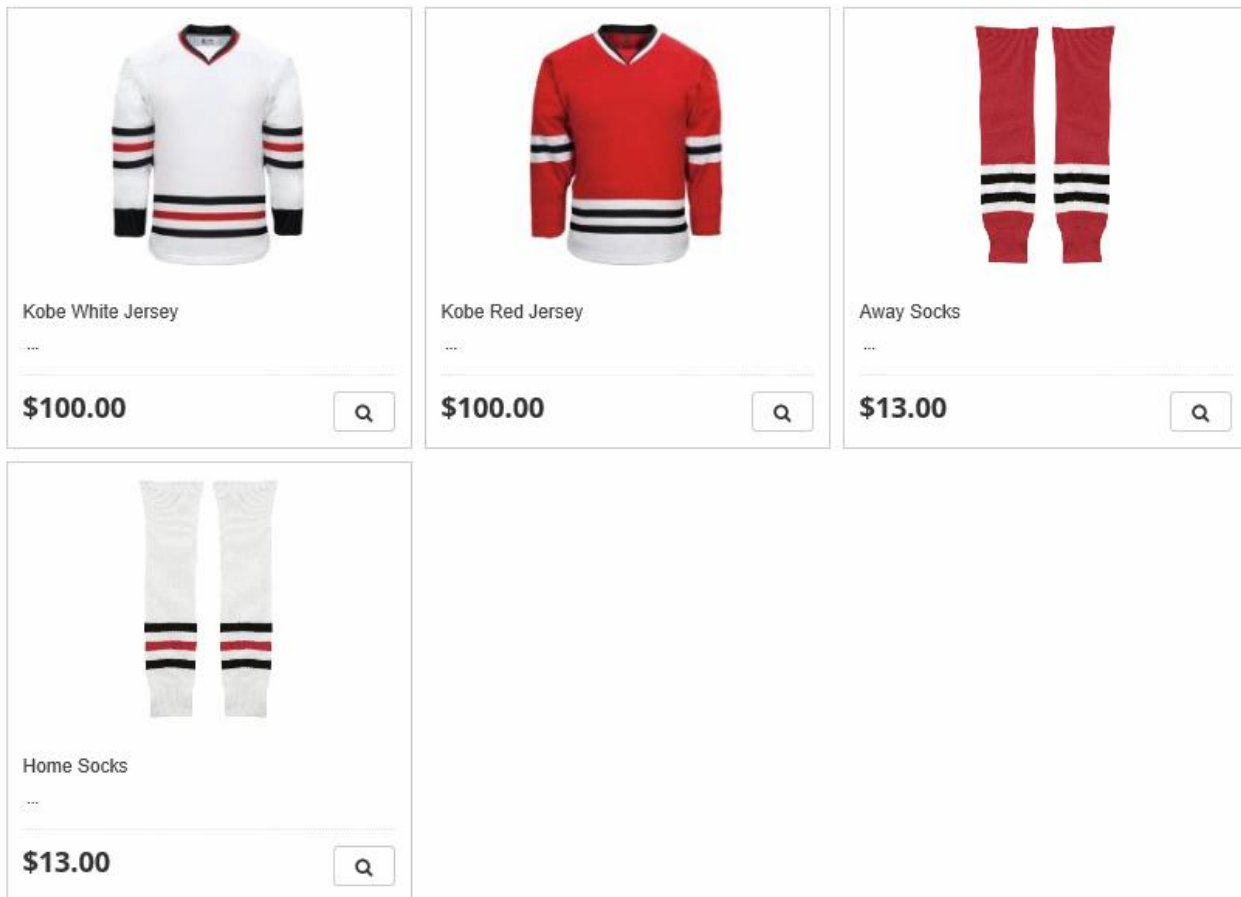 Kobe White Jersey
...
$100.00
Kobe Red Jersey
...
$100.00
Away Socks
...
$13.00
Home Socks
...
$13.00